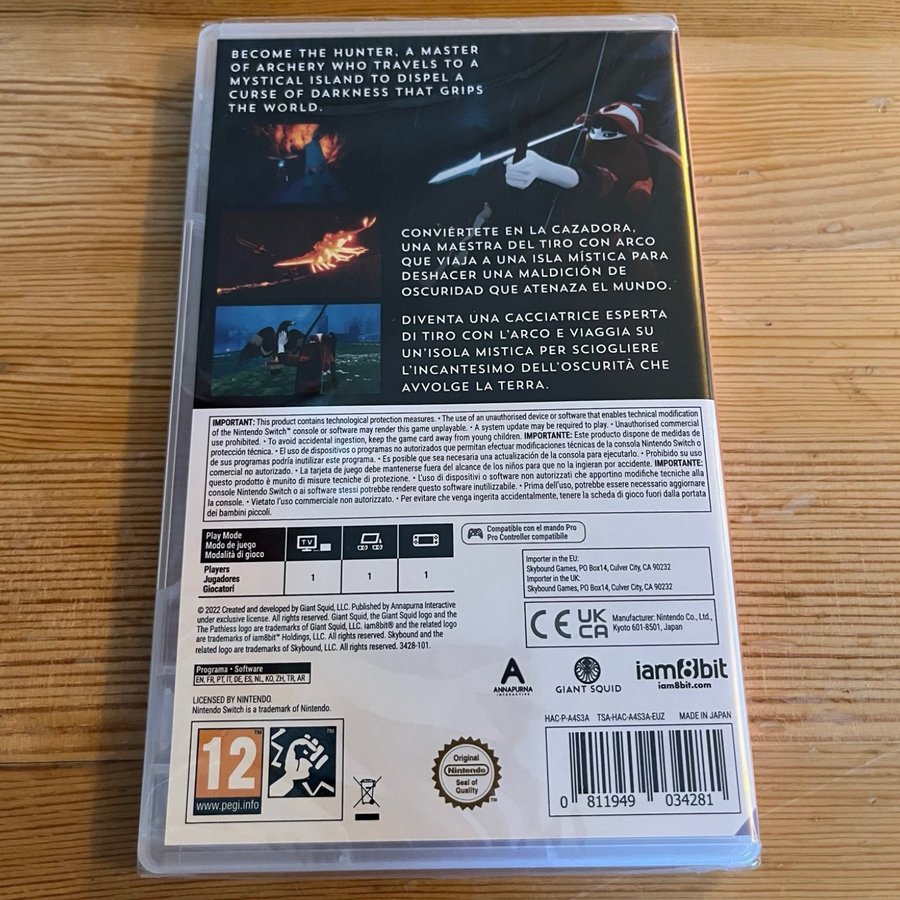 BECOME THE HUNTER, A MASTER
OF ARCHERY WHO TRAVELS TO A
MYSTICAL ISLAND TO DISPEL A
CURSE OF DARKNESS THAT GRIPS
THE WORLD.
CONVIÉRTETE EN LA CAZADORA,
UNA MAESTRA DEL TIRO CON ARCO
QUE VIAJA A UNA ISLA MÍSTICA PARA
DESHACER UNA MALDICIÓN DE
OSCURIDAD QUE ATENAZA EL MUNDO.
DIVENTA UNA CACCIATRICE ESPERTA
DI TIRO CON L'ARCO E VIAGGIA SU
UN'ISOLA MISTICA PER SCIOGLIERE
L'INCANTESIMO DELL'OSCURITÀ CHE
AVVOLGE LA TERRA.
IMPORTANT: This product contains technological protection measures. • The use of an unauthorised device or software that enables technical modification
of the Nintendo Switch™ console or software may render this game unplayable. • A system update may be required to play. • Unauthorised commercial
use prohibited. • To avoid accidental ingestion, keep the game card away from young children. IMPORTANTE: Este producto dispone de medidas de
protección técnica. • El uso de dispositivos o programas no autorizados que permitan efectuar modificaciones técnicas de la consola Nintendo Switch o
de sus programas podría inutilizar este programa. • Es posible que sea necesaria una actualización de la consola para ejecutarlo. • Prohibido su uso
comercial no autorizado. • La tarjeta de juego debe mantenerse fuera del alcance de los niños para que no la ingieran por accidente. IMPORTANTE:
questo prodotto è munito di misure tecniche di protezione. • L'uso di dispositivi o software non autorizzati che apportino modifiche tecniche alla
console Nintendo Switch o ai software stessi potrebbe rendere questo software inutilizzabile. • Prima dell'uso, potrebbe essere necessario aggiornare
la console. • Vietato l'uso commerciale non autorizzato. • Per evitare che venga ingerita accidentalmente, tenere la scheda di gioco fuori dalla portata
dei bambini piccoli.
Play Mode
Modo de juego
Modalità di gioco
TV
Players
Jugadores
Giocatori
1
1
1
Compatible con el mando Pro
Pro Controller compatibile
Importer in the EU:
Skybound Games, PO Box14, Culver City, CA 90232
Importer in the UK:
Skybound Games, PO Box14, Culver City, CA 90232
© 2022 Created and developed by Giant Squid, LLC. Published by Annapurna Interactive
under exclusive license. All rights reserved. Giant Squid, the Giant Squid logo and the
The Pathless logo are trademarks of Giant Squid, LLC. iam8bit® and the related logo
are trademarks of iam8bit™ Holdings, LLC. All rights reserved. Skybound and the
related logo are trademarks of Skybound, LLC. All rights reserved. 3428-101.
CE UK
CA
Manufacturer: Nintendo Co., Ltd.,
Kyoto 601-8501, Japan
Programa • Software
EN, FR, PT, IT, DE, ES, NL, KO, ZH, TR, AR
LICENSED BY NINTENDO.
Nintendo Switch is a trademark of Nintendo.
ANNAPURNA
INTERACTIVE
GIANT SQUID
iam8bit
iam8bit.com
HAC-P-A4S3A TSA-HAC-A4S3A-EUZ MADE IN JAPAN
12
TM
www.pegi.info
TM
Original
Nintendo
Seal of
Quality
TM
0 811949 034281